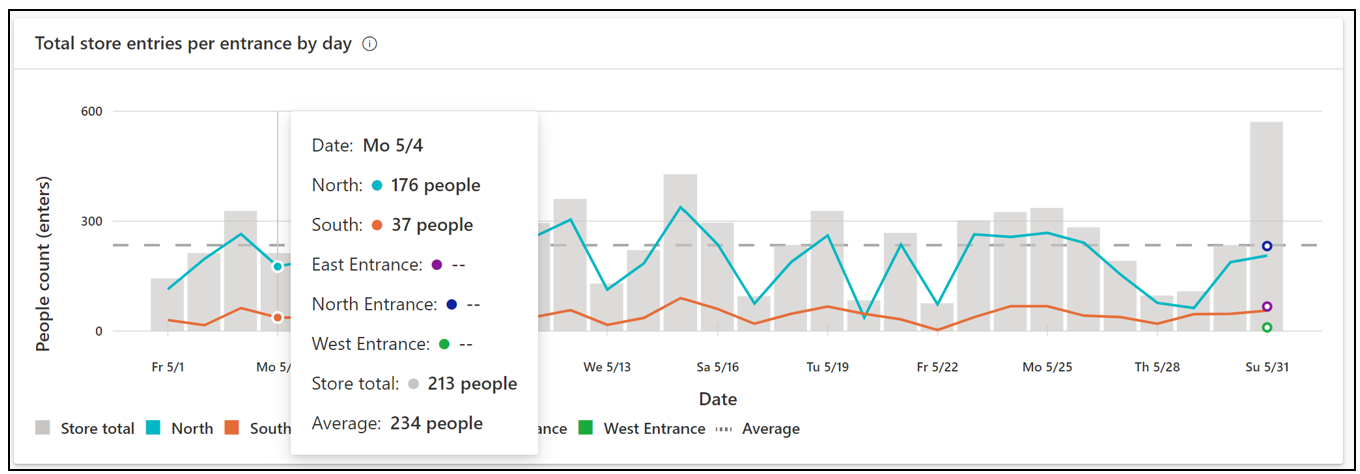 Total store entries per entrance by day
600
300
0
People count (enters)
Date: Mo 5/4
North: 176 people
South: 37 people
East Entrance: --
North Entrance: --
West Entrance: --
Store total: 213 people
Average: 234 people
Fr 5/1
Mo 5/
We 5/13
Sa 5/16
Tu 5/19
Fr 5/22
Mo 5/25
Th 5/28
Su 5/31
Date
Store total North South West Entrance Average